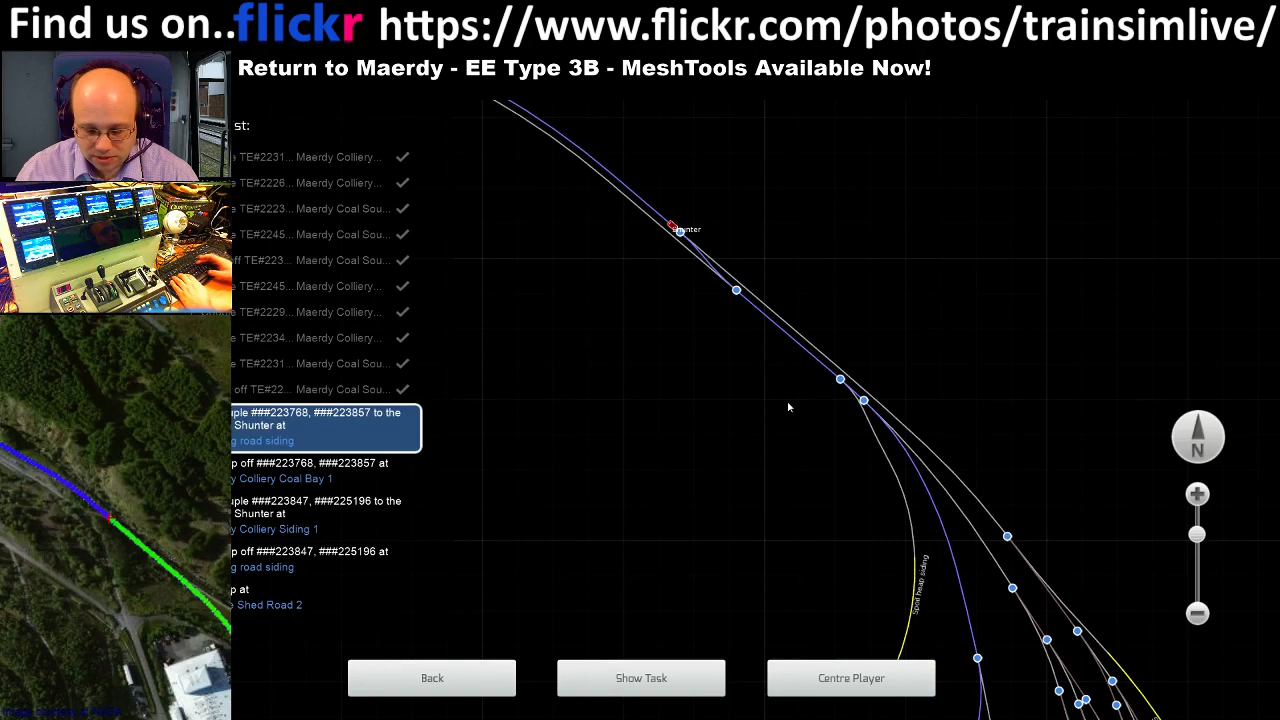 Find us on..flickr https://www.flickr.com/photos/trainsimlive/
Return to Maerdy - EE Type 3B - MeshTools Available Now!
st:
e TE#2231... Maerdy Colliery...
e TE#2226... Maerdy Colliery...
e TE#2223... Maerdy Coal Sou...
e TE#2245... Maerdy Coal Sou...
off TE#223... Maerdy Coal Sou...
e TE#2245... Maerdy Colliery...
e TE#2229... Maerdy Colliery...
e TE#2234... Maerdy Colliery...
e TE#2231... Maerdy Coal Sou...
off TE#22... Maerdy Coal Sou...
uple ###223768, ###223857 to the
Shunter at
g road siding
p off ###223768, ###223857 at
y Colliery Coal Bay 1
uple ###223847, ###225196 to the
Shunter at
y Colliery Siding 1
p off ###223847, ###225196 at
g road siding
p at
e Shed Road 2
Shunter
Spoil heap siding
N
Back
Show Task
Centre Player